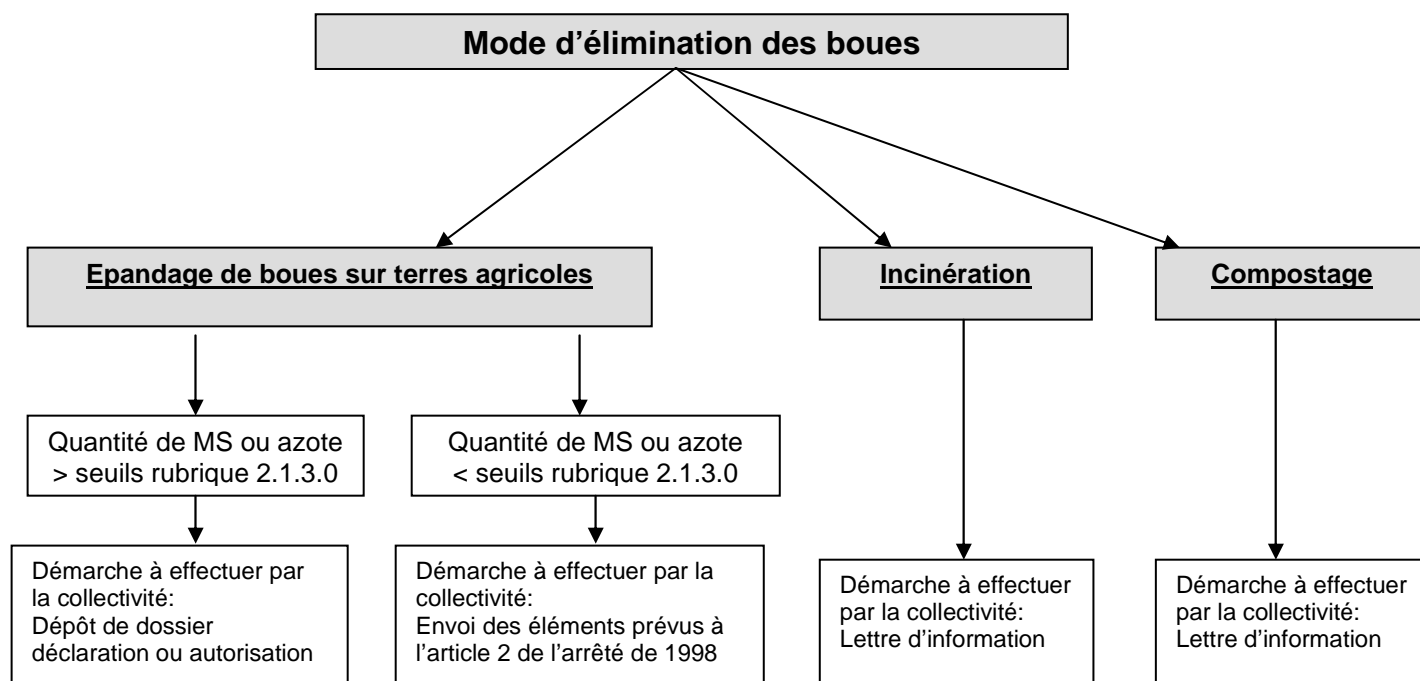 Mode d’élimination des boues
Epandage de boues sur terres agricoles
Incinération
Compostage
Quantité de MS ou azote
> seuils rubrique 2.1.3.0
Quantité de MS ou azote
< seuils rubrique 2.1.3.0
Démarche à effectuer par
la collectivité:
Dépôt de dossier
déclaration ou autorisation
Démarche à effectuer par la
collectivité:
Envoi des éléments prévus à
l’article 2 de l’arrêté de 1998
Démarche à effectuer
par la collectivité:
Lettre d’information
Démarche à effectuer
par la collectivité:
Lettre d’information